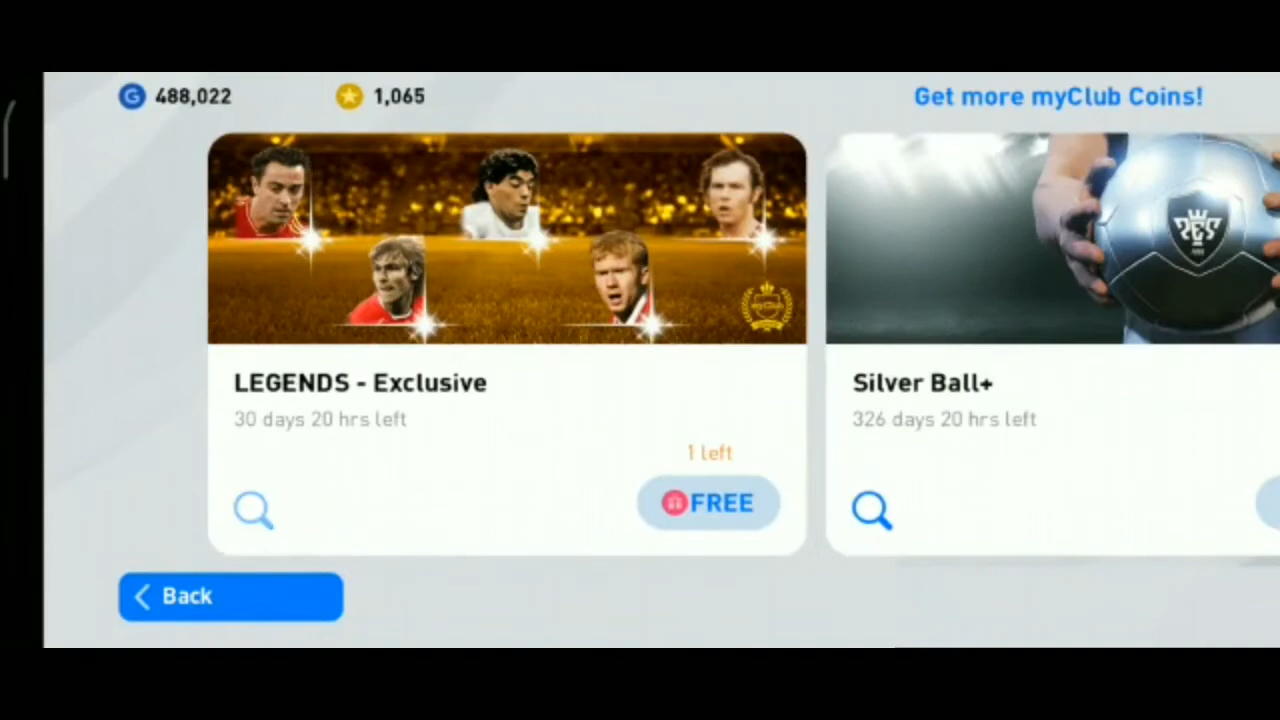 488,022
1,065
Get more myClub Coins!
myClub
LEGENDS - Exclusive
30 days 20 hrs left
1 left
FREE
Silver Ball+
326 days 20 hrs left
Back